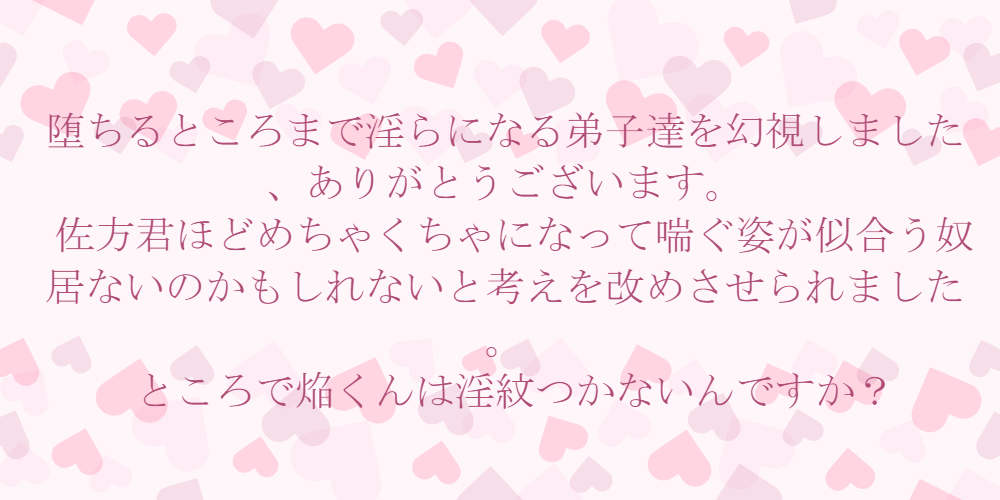 堕ちるところまで淫らになる弟子達を幻視しました
、ありがとうございます。
佐方君ほどめちゃくちゃになって喘ぐ姿が似合う奴
居ないのかもしれないと考えを改めさせられました
。
ところで焔くんは淫紋つかないんですか？